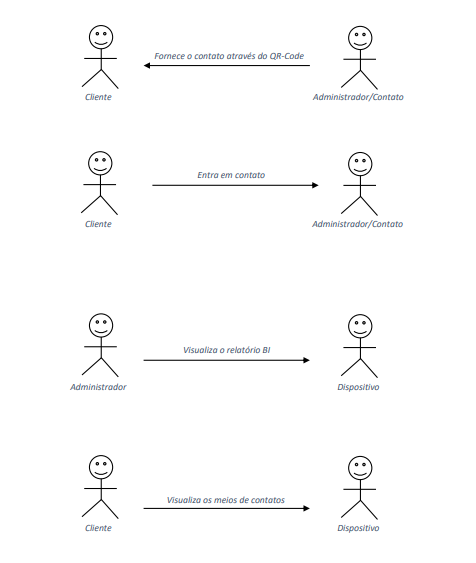 Fornece o contato através do QR-Code
Cliente
Administrador/Contato
Entra em contato
Cliente
Administrador/Contato
Visualiza o relatório BI
Administrador
Dispositivo
Visualiza os meios de contatos
Cliente
Dispositivo